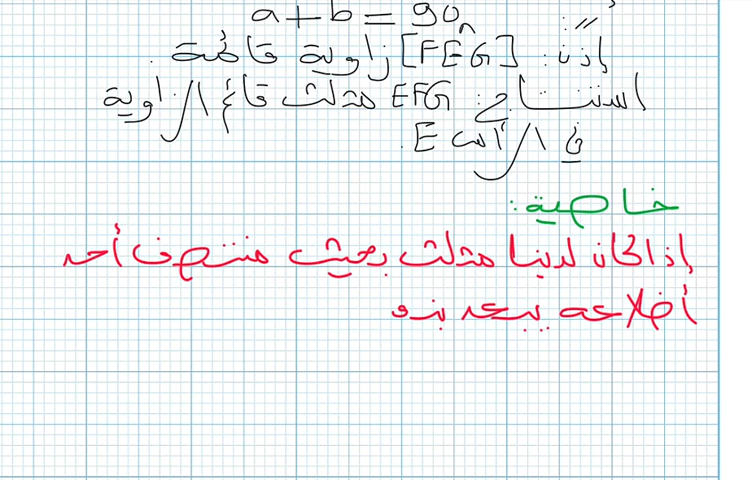 a + b = 90
إذن: [FÊG] زاوية قائمة.
استنتاج: EFG مثلث قائم الزاوية
في الرأس E.
خاصية:
إذا كان لدينا مثلث بحيث منتصف أحد
أضلاعه يبعد بنـ